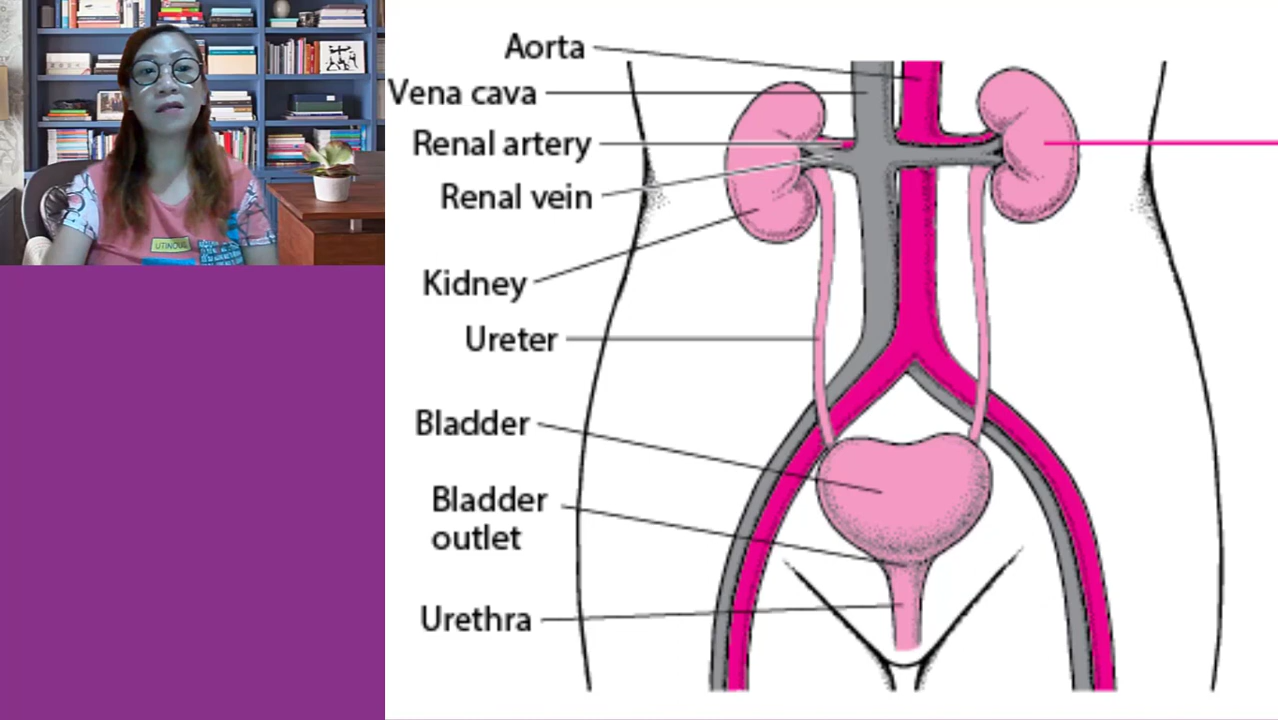 Aorta
Vena cava
Renal artery
Renal vein
Kidney
Ureter
Bladder
Bladder
outlet
Urethra